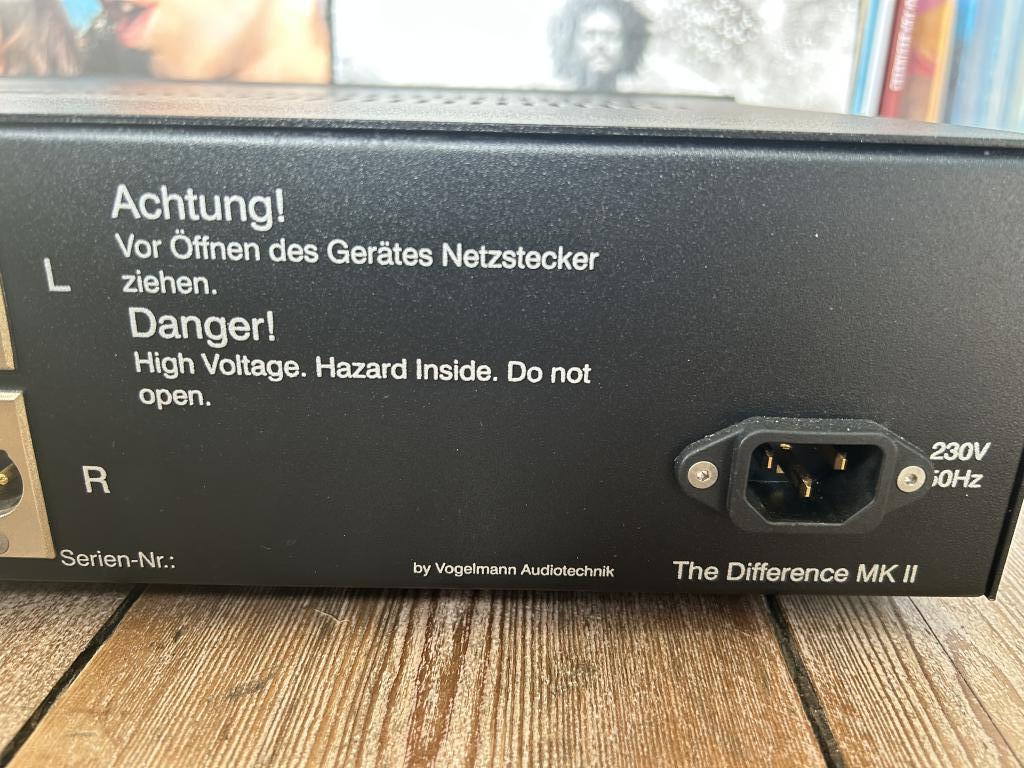 Achtung!
Vor Öffnen des Gerätes Netzstecker
ziehen.
L
Danger!
High Voltage. Hazard Inside. Do not
open.
R
230V
50Hz
Serien-Nr.:
by Vogelmann Audiotechnik
The Difference MK II